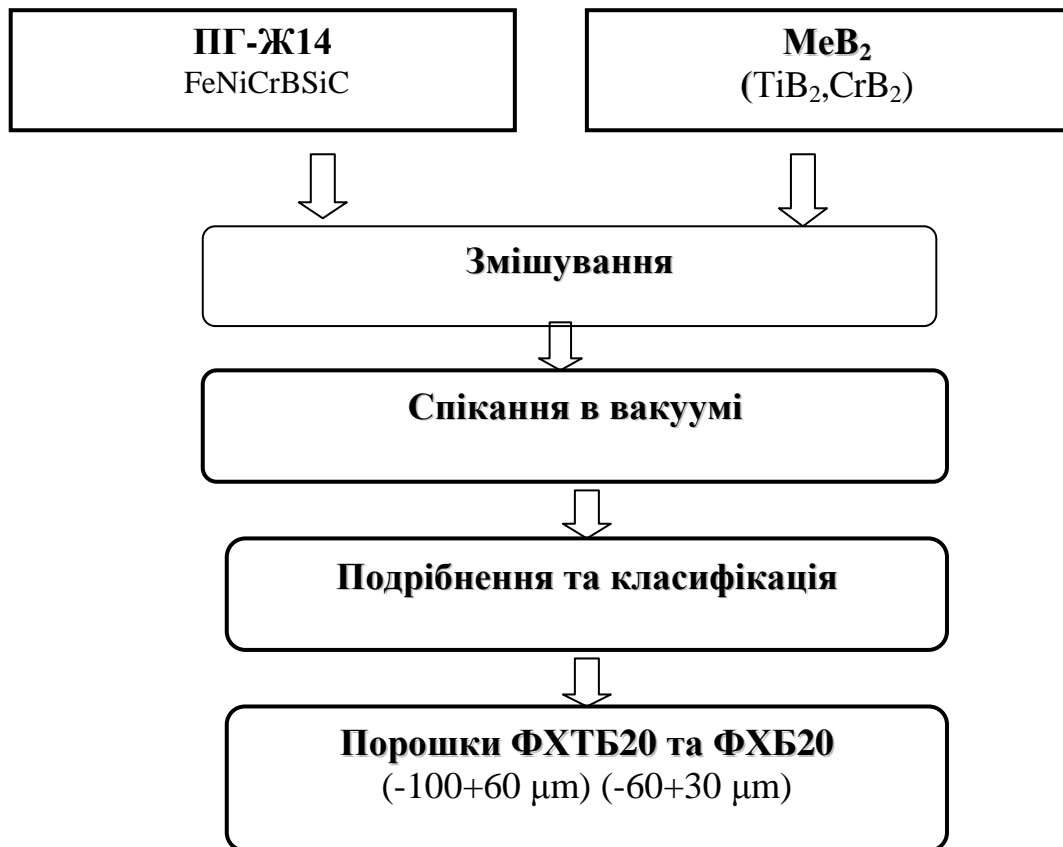 ПГ-Ж14
FeNiCrBSiC
МеВ₂
(TiB₂,CrB₂)
Змішування
Спікання в вакуумі
Подрібнення та класифікація
Порошки ФХТБ20 та ФХБ20
(-100+60 μm) (-60+30 μm)